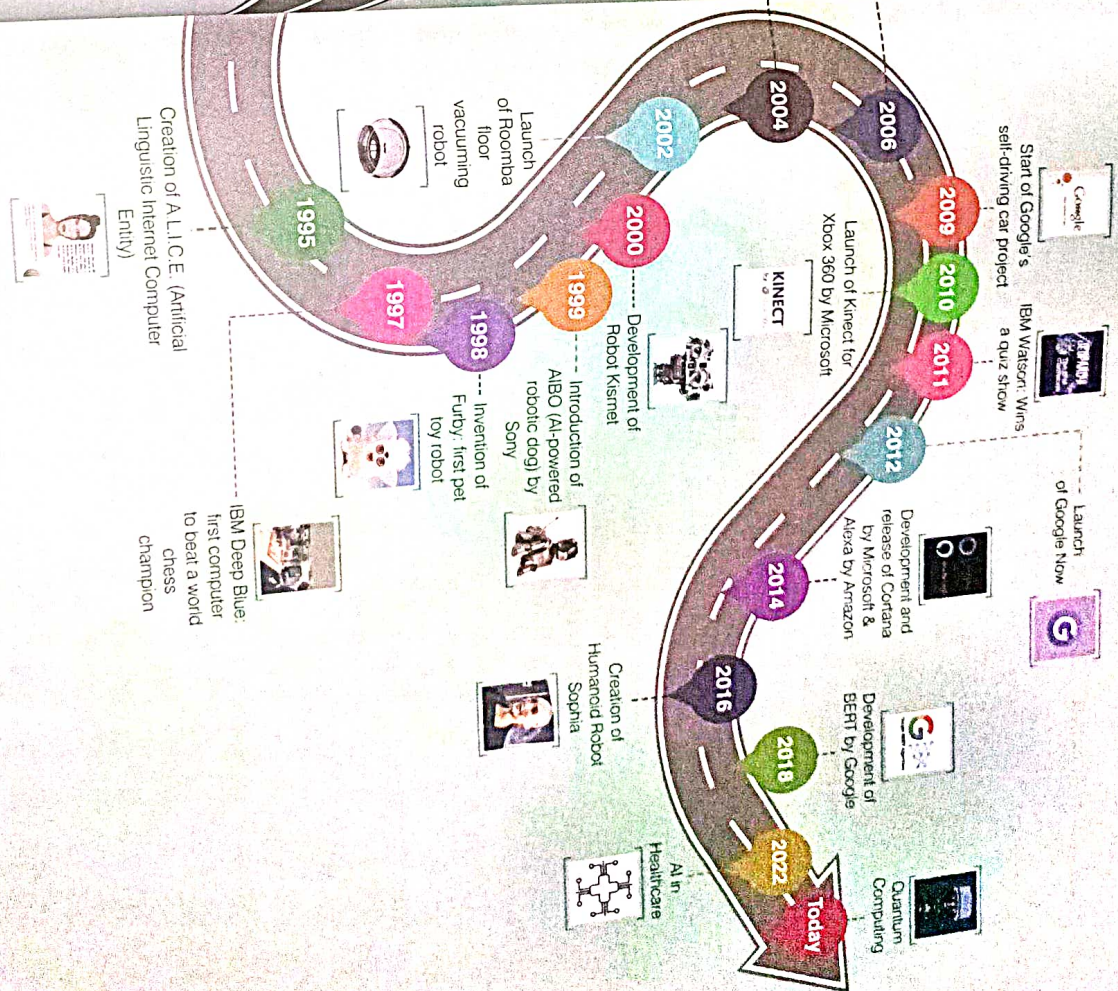 1995
Creation of A.L.I.C.E. (Artificial
Linguistic Internet Computer
Entity)
1997
IBM Deep Blue:
first computer
to beat a world
chess
champion
1998
Invention of
Furby: first pet
toy robot
1999
Introduction of
AIBO (AI-powered
robotic dog) by
Sony
2000
Development of
Robot Kismet
2002
Launch
of Roomba
floor
vacuuming
robot
2004
2006
2009
Start of Google's
self-driving car project
Google
2010
Launch of Kinect for
Xbox 360 by Microsoft
KINECT
2011
IBM Watson: Wins
a quiz show
2012
Launch
of Google Now
G
2014
Development and
release of Cortana
by Microsoft &
Alexa by Amazon
2016
Creation of
Humanoid Robot
Sophia
2018
Development of
BERT by Google
G
2022
AI in
Healthcare
Today
Quantum
Computing